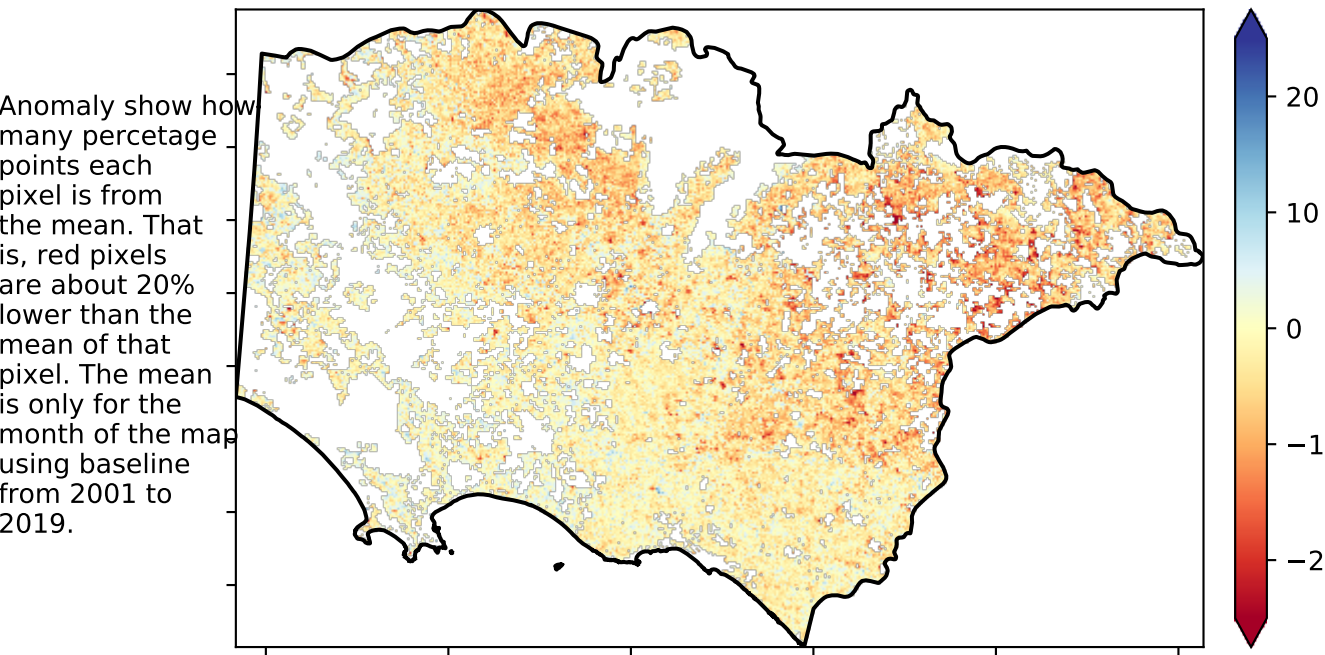 Anomaly show how
many percetage
points each
pixel is from
the mean. That
is, red pixels
are about 20%
lower than the
mean of that
pixel. The mean
is only for the
month of the map
using baseline
from 2001 to
2019.
20
10
0
−1
−2